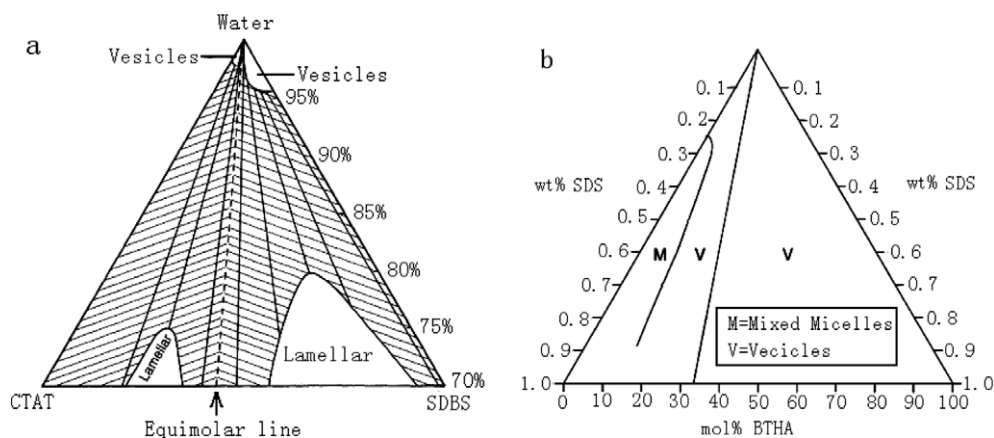 a
Water
Vesicles
Vesicles
95%
90%
85%
80%
75%
70%
Lamellar
Lamellar
CTAT
SDBS
Equimolar line
b
0.1
0.1
0.2
0.2
0.3
0.3
wt% SDS
0.4
0.4
wt% SDS
0.5
0.5
0.6
0.6
M
V
V
0.7
0.7
0.8
0.8
M=Mixed Micelles
V=Vecicles
0.9
0.9
1.0
1.0
0 10 20 30 40 50 60 70 80 90 100
mol% BTHA